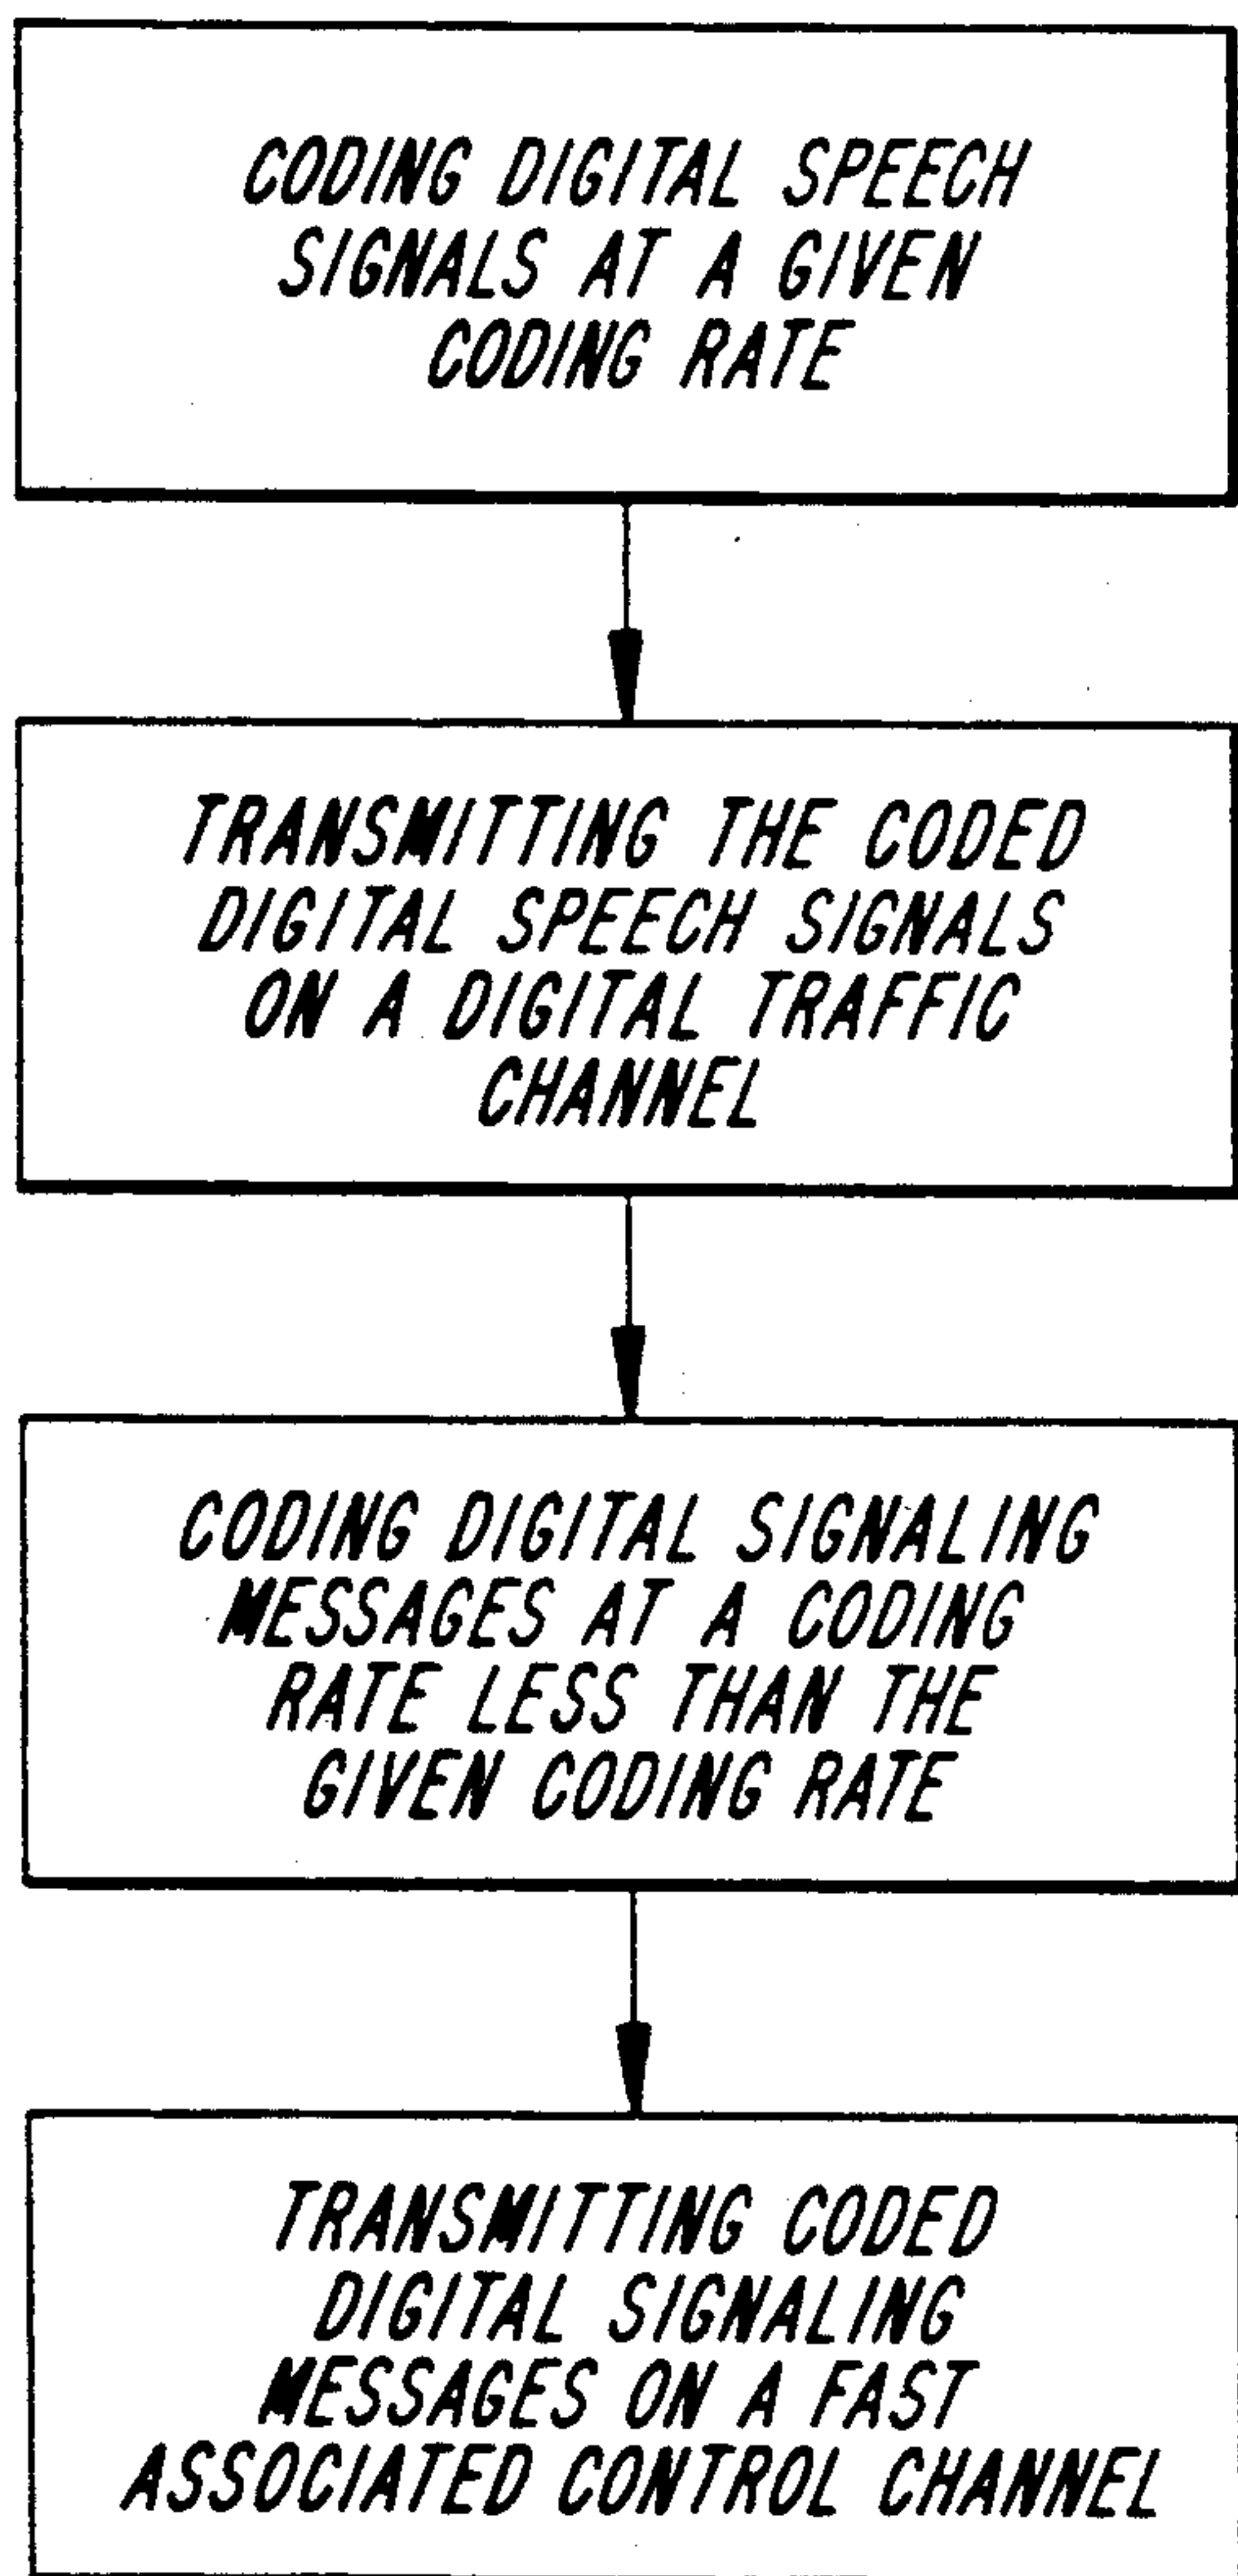 CODING DIGITAL SPEECH
SIGNALS AT A GIVEN
CODING RATE
TRANSMITTING THE CODED
DIGITAL SPEECH SIGNALS
ON A DIGITAL TRAFFIC
CHANNEL
CODING DIGITAL SIGNALING
MESSAGES AT A CODING
RATE LESS THAN THE
GIVEN CODING RATE
TRANSMITTING CODED
DIGITAL SIGNALING
MESSAGES ON A FAST
ASSOCIATED CONTROL CHANNEL